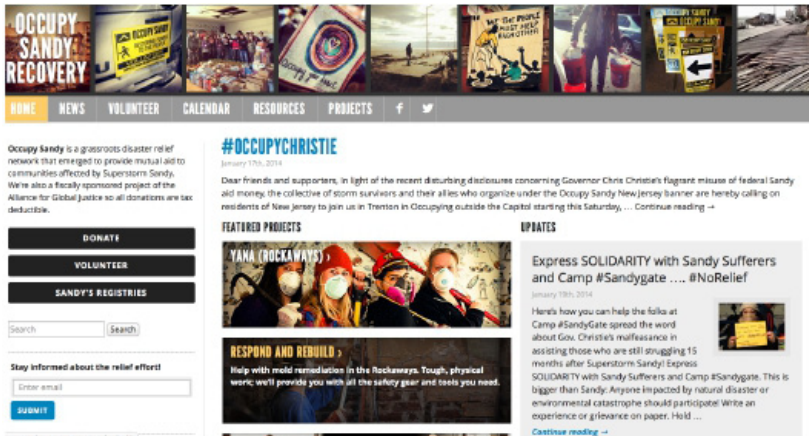 OCCUPY
SANDY
RECOVERY
OCCUPY SANDY
WE THE PEOPLE
MUST HELP
EACH OTHER
HOME NEWS VOLUNTEER CALENDAR RESOURCES PROJECTS
Occupy Sandy is a grassroots disaster relief
network that emerged to provide mutual aid to
communities affected by Superstorm Sandy.
We're also a fiscally sponsored project of the
Alliance for Global Justice so all donations are tax
deductible.
DONATE
VOLUNTEER
SANDY'S REGISTRIES
Search Search
Stay informed about the relief effort!
Enter email
SUBMIT
#OCCUPYCHRISTIE
January 17th, 2014
Dear friends and supporters, In light of the recent disturbing disclosures concerning Governor Chris Christie's flagrant misuse of federal Sandy
aid money, the collective of storm survivors and their allies who organize under the Occupy Sandy New Jersey banner are hereby calling on
residents of New Jersey to join us in Trenton in Occupying outside the Capitol starting this Saturday, … Continue reading →
FEATURED PROJECTS
YANA (ROCKAWAYS) ›
RESPOND AND REBUILD ›
Help with mold remediation in the Rockaways. Tough, physical
work; we'll provide you with all the safety gear and tools you need.
UPDATES
Express SOLIDARITY with Sandy Sufferers
and Camp #Sandygate …. #NoRelief
January 19th, 2014
Here's how you can help the folks at
Camp #SandyGate spread the word
about Gov. Christie's malfeasance in
assisting those who are still struggling 15
months after Superstorm Sandy! Express
SOLIDARITY with Sandy Sufferers and Camp #Sandygate. This is
bigger than Sandy: Anyone impacted by natural disaster or
environmental catastrophe should participate! Write an
experience or grievance on paper. Hold …
Continue reading →